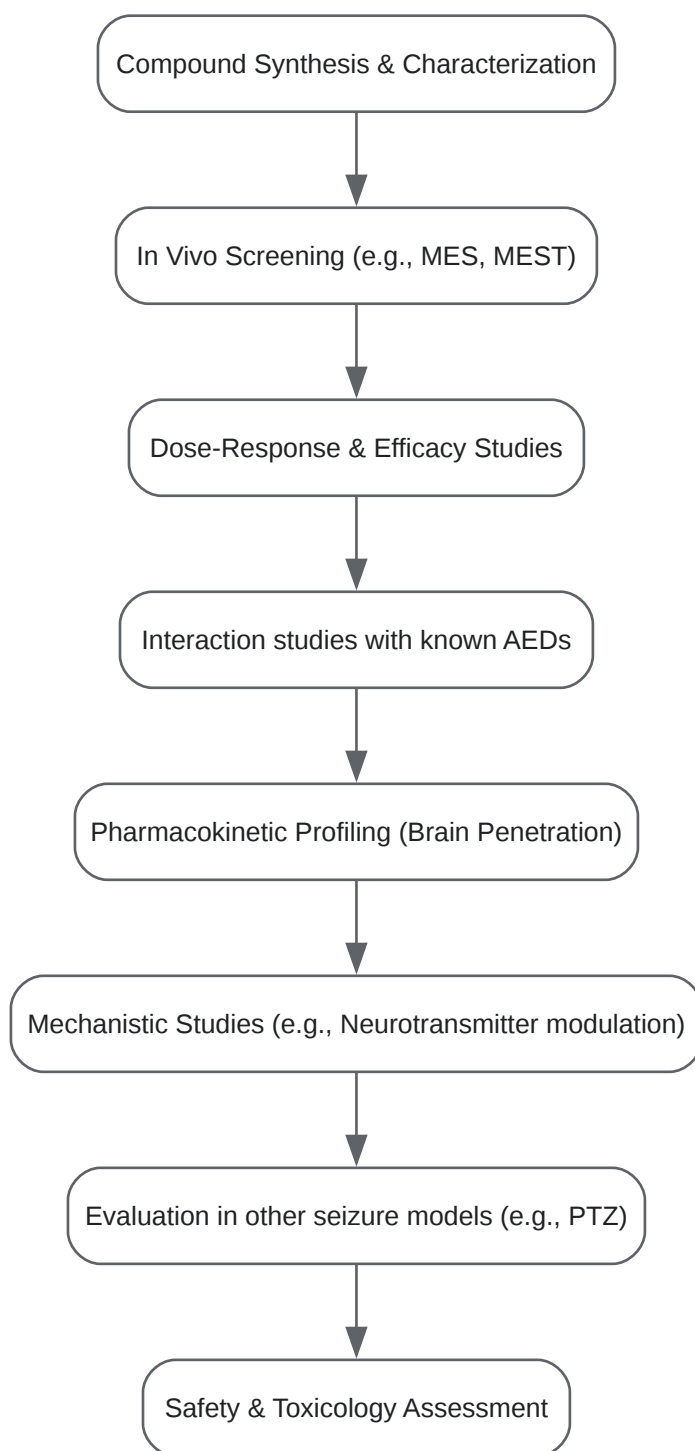 Compound Synthesis & Characterization
In Vivo Screening (e.g., MES, MEST)
Dose-Response & Efficacy Studies
Interaction studies with known AEDs
Pharmacokinetic Profiling (Brain Penetration)
Mechanistic Studies (e.g., Neurotransmitter modulation)
Evaluation in other seizure models (e.g., PTZ)
Safety & Toxicology Assessment